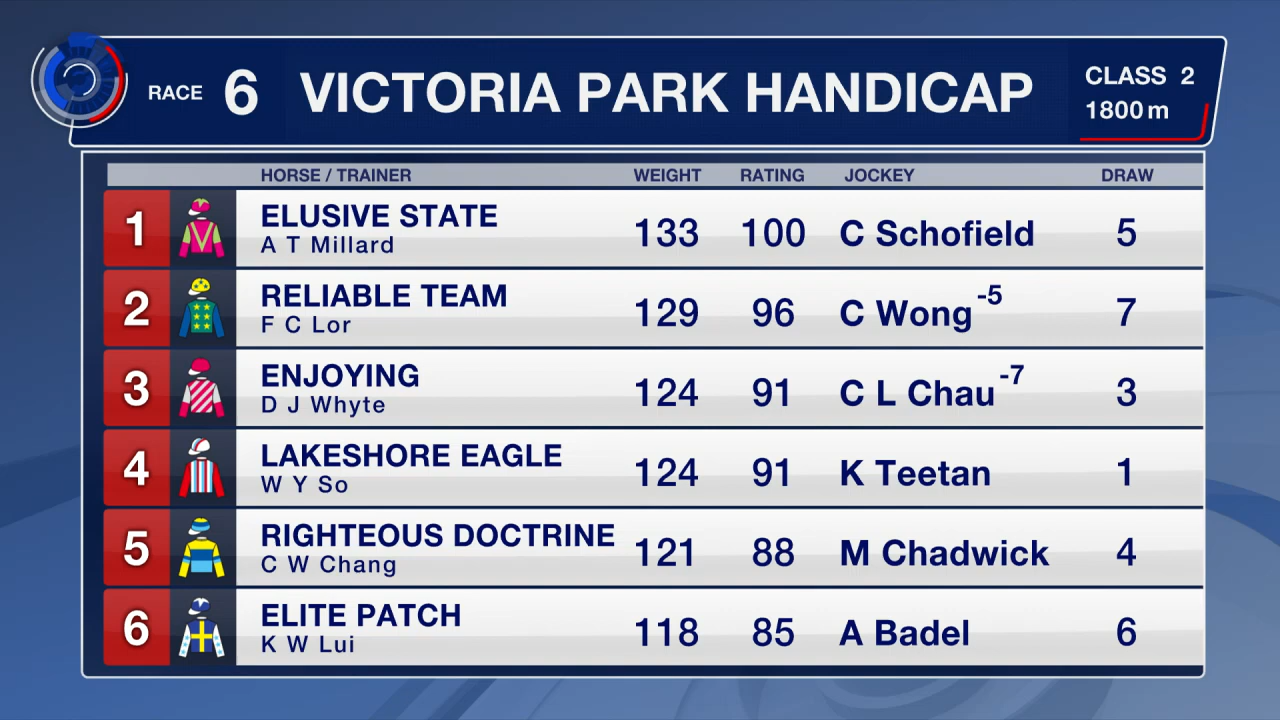 RACE 6 VICTORIA PARK HANDICAP CLASS 2
1800m
HORSE / TRAINER WEIGHT RATING JOCKEY DRAW
1 ELUSIVE STATE 133 100 C Schofield 5
A T Millard
2 RELIABLE TEAM 129 96 C Wong -5 7
F C Lor
3 ENJOYING 124 91 C L Chau -7 3
D J Whyte
4 LAKESHORE EAGLE 124 91 K Teetan 1
W Y So
5 RIGHTEOUS DOCTRINE 121 88 M Chadwick 4
C W Chang
6 ELITE PATCH 118 85 A Badel 6
K W Lui